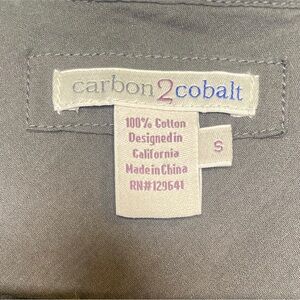 carbon2cobalt
100% Cotton
Designed in
California
Made in China
RN#129641
S